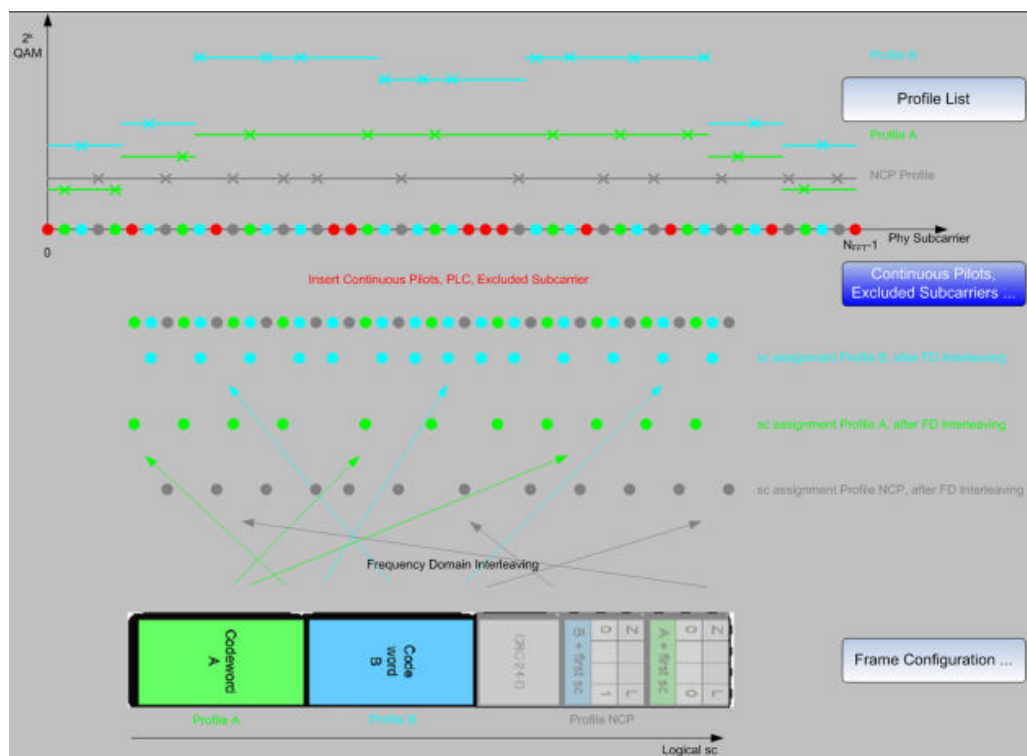 2ᵏ
QAM
Profile B
Profile List
Profile A
NCP Profile
0
N_FFT-1
Phy Subcarrier
Insert Continuous Pilots, PLC, Excluded Subcarrier
Continuous Pilots,
Excluded Subcarriers ...
sc assignment Profile B, after FD Interleaving
sc assignment Profile A, after FD Interleaving
sc assignment Profile NCP, after FD Interleaving
Frequency Domain Interleaving
Codeword
A
Code
word
B
CRC-24-D
B + first sc
0
1
Z
L
A + first sc
0
0
Z
L
Frame Configuration ...
Profile A
Profile B
Profile NCP
Logical sc